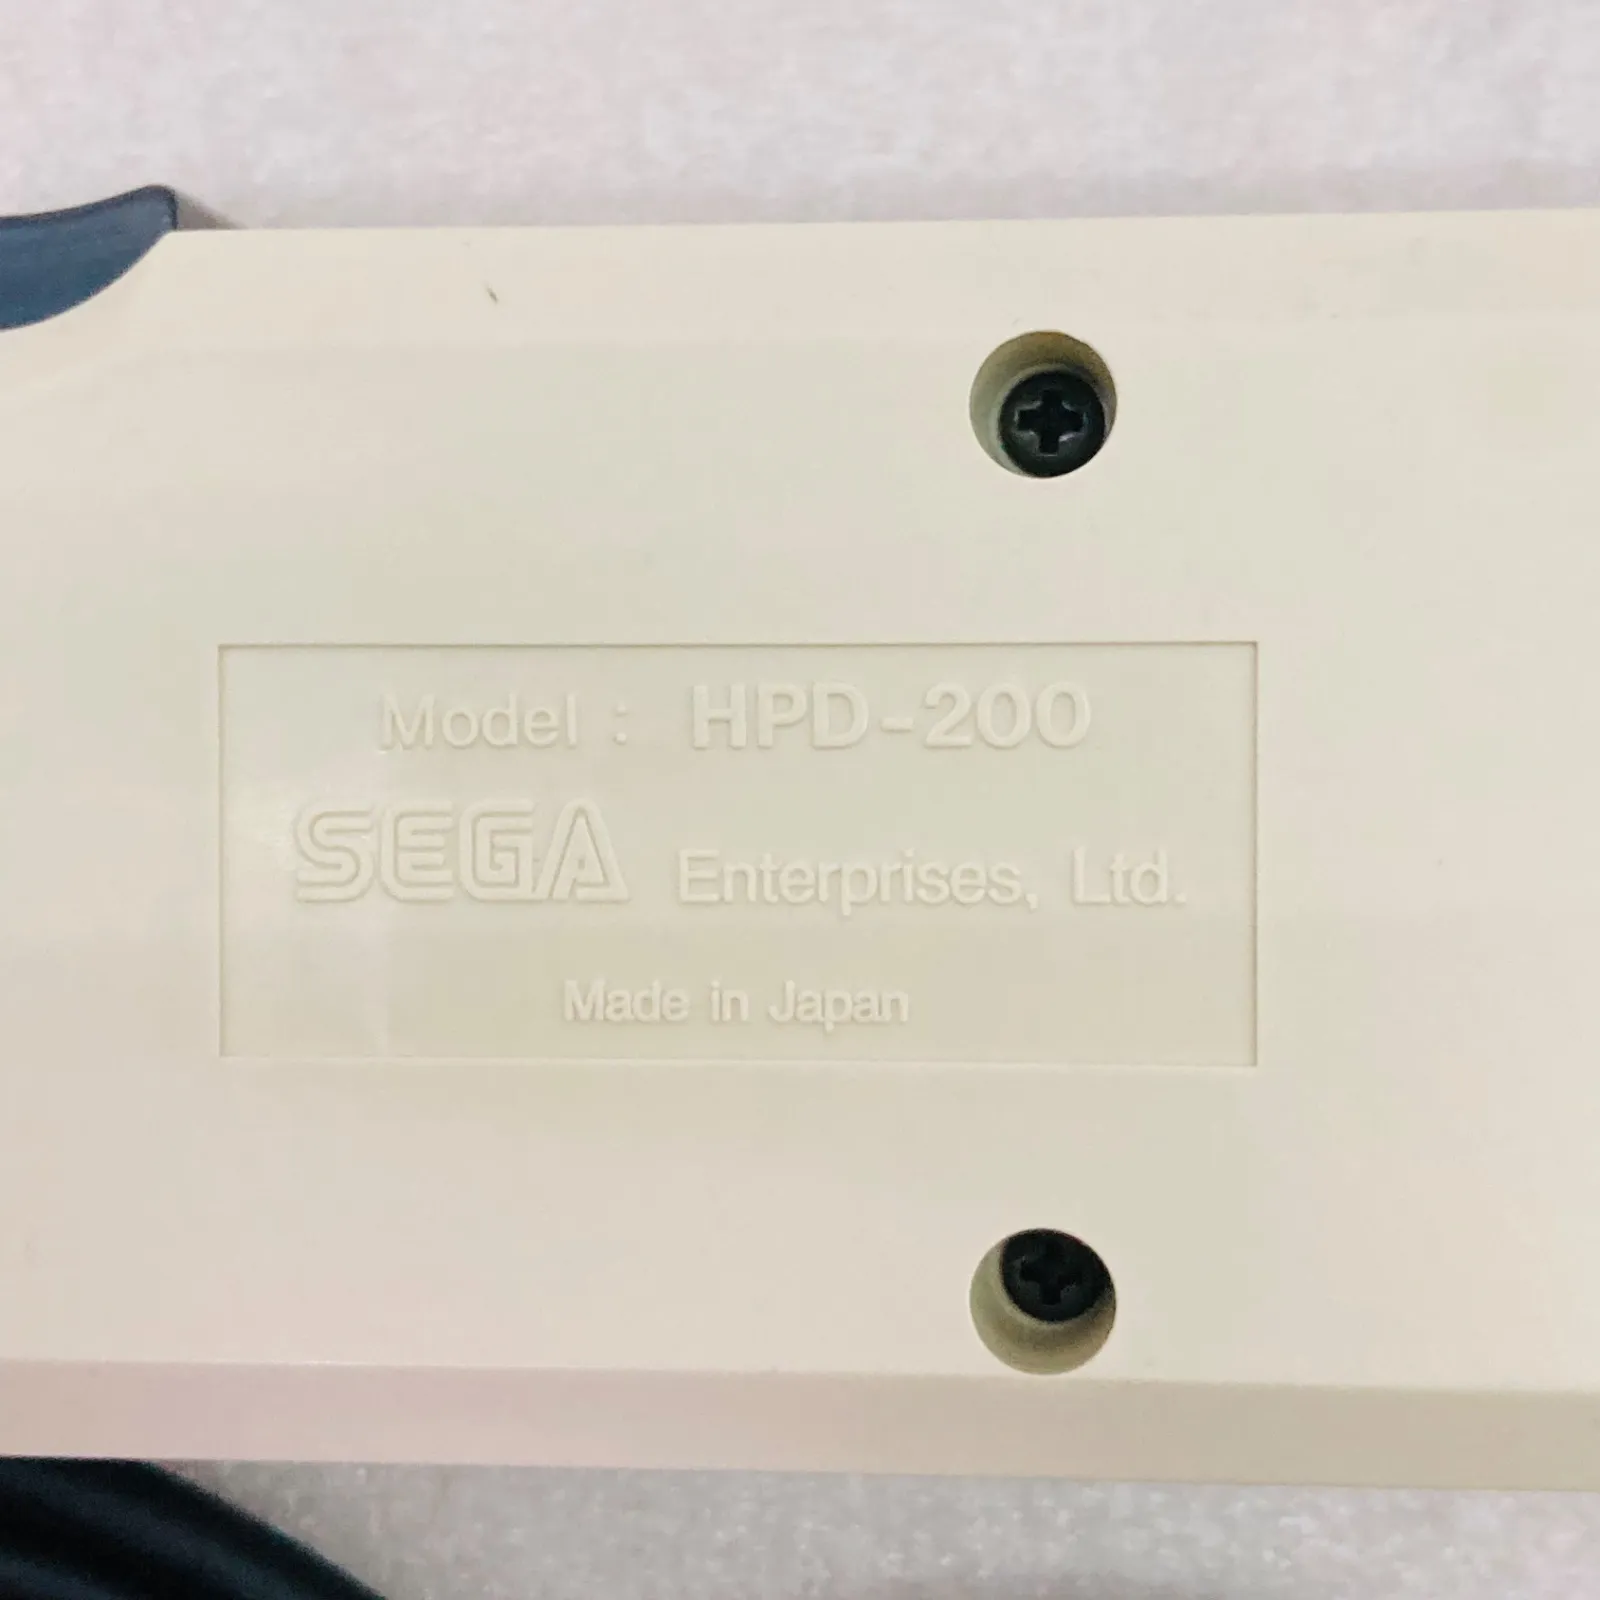 Model : HPD-200
SEGA Enterprises, Ltd.
Made in Japan